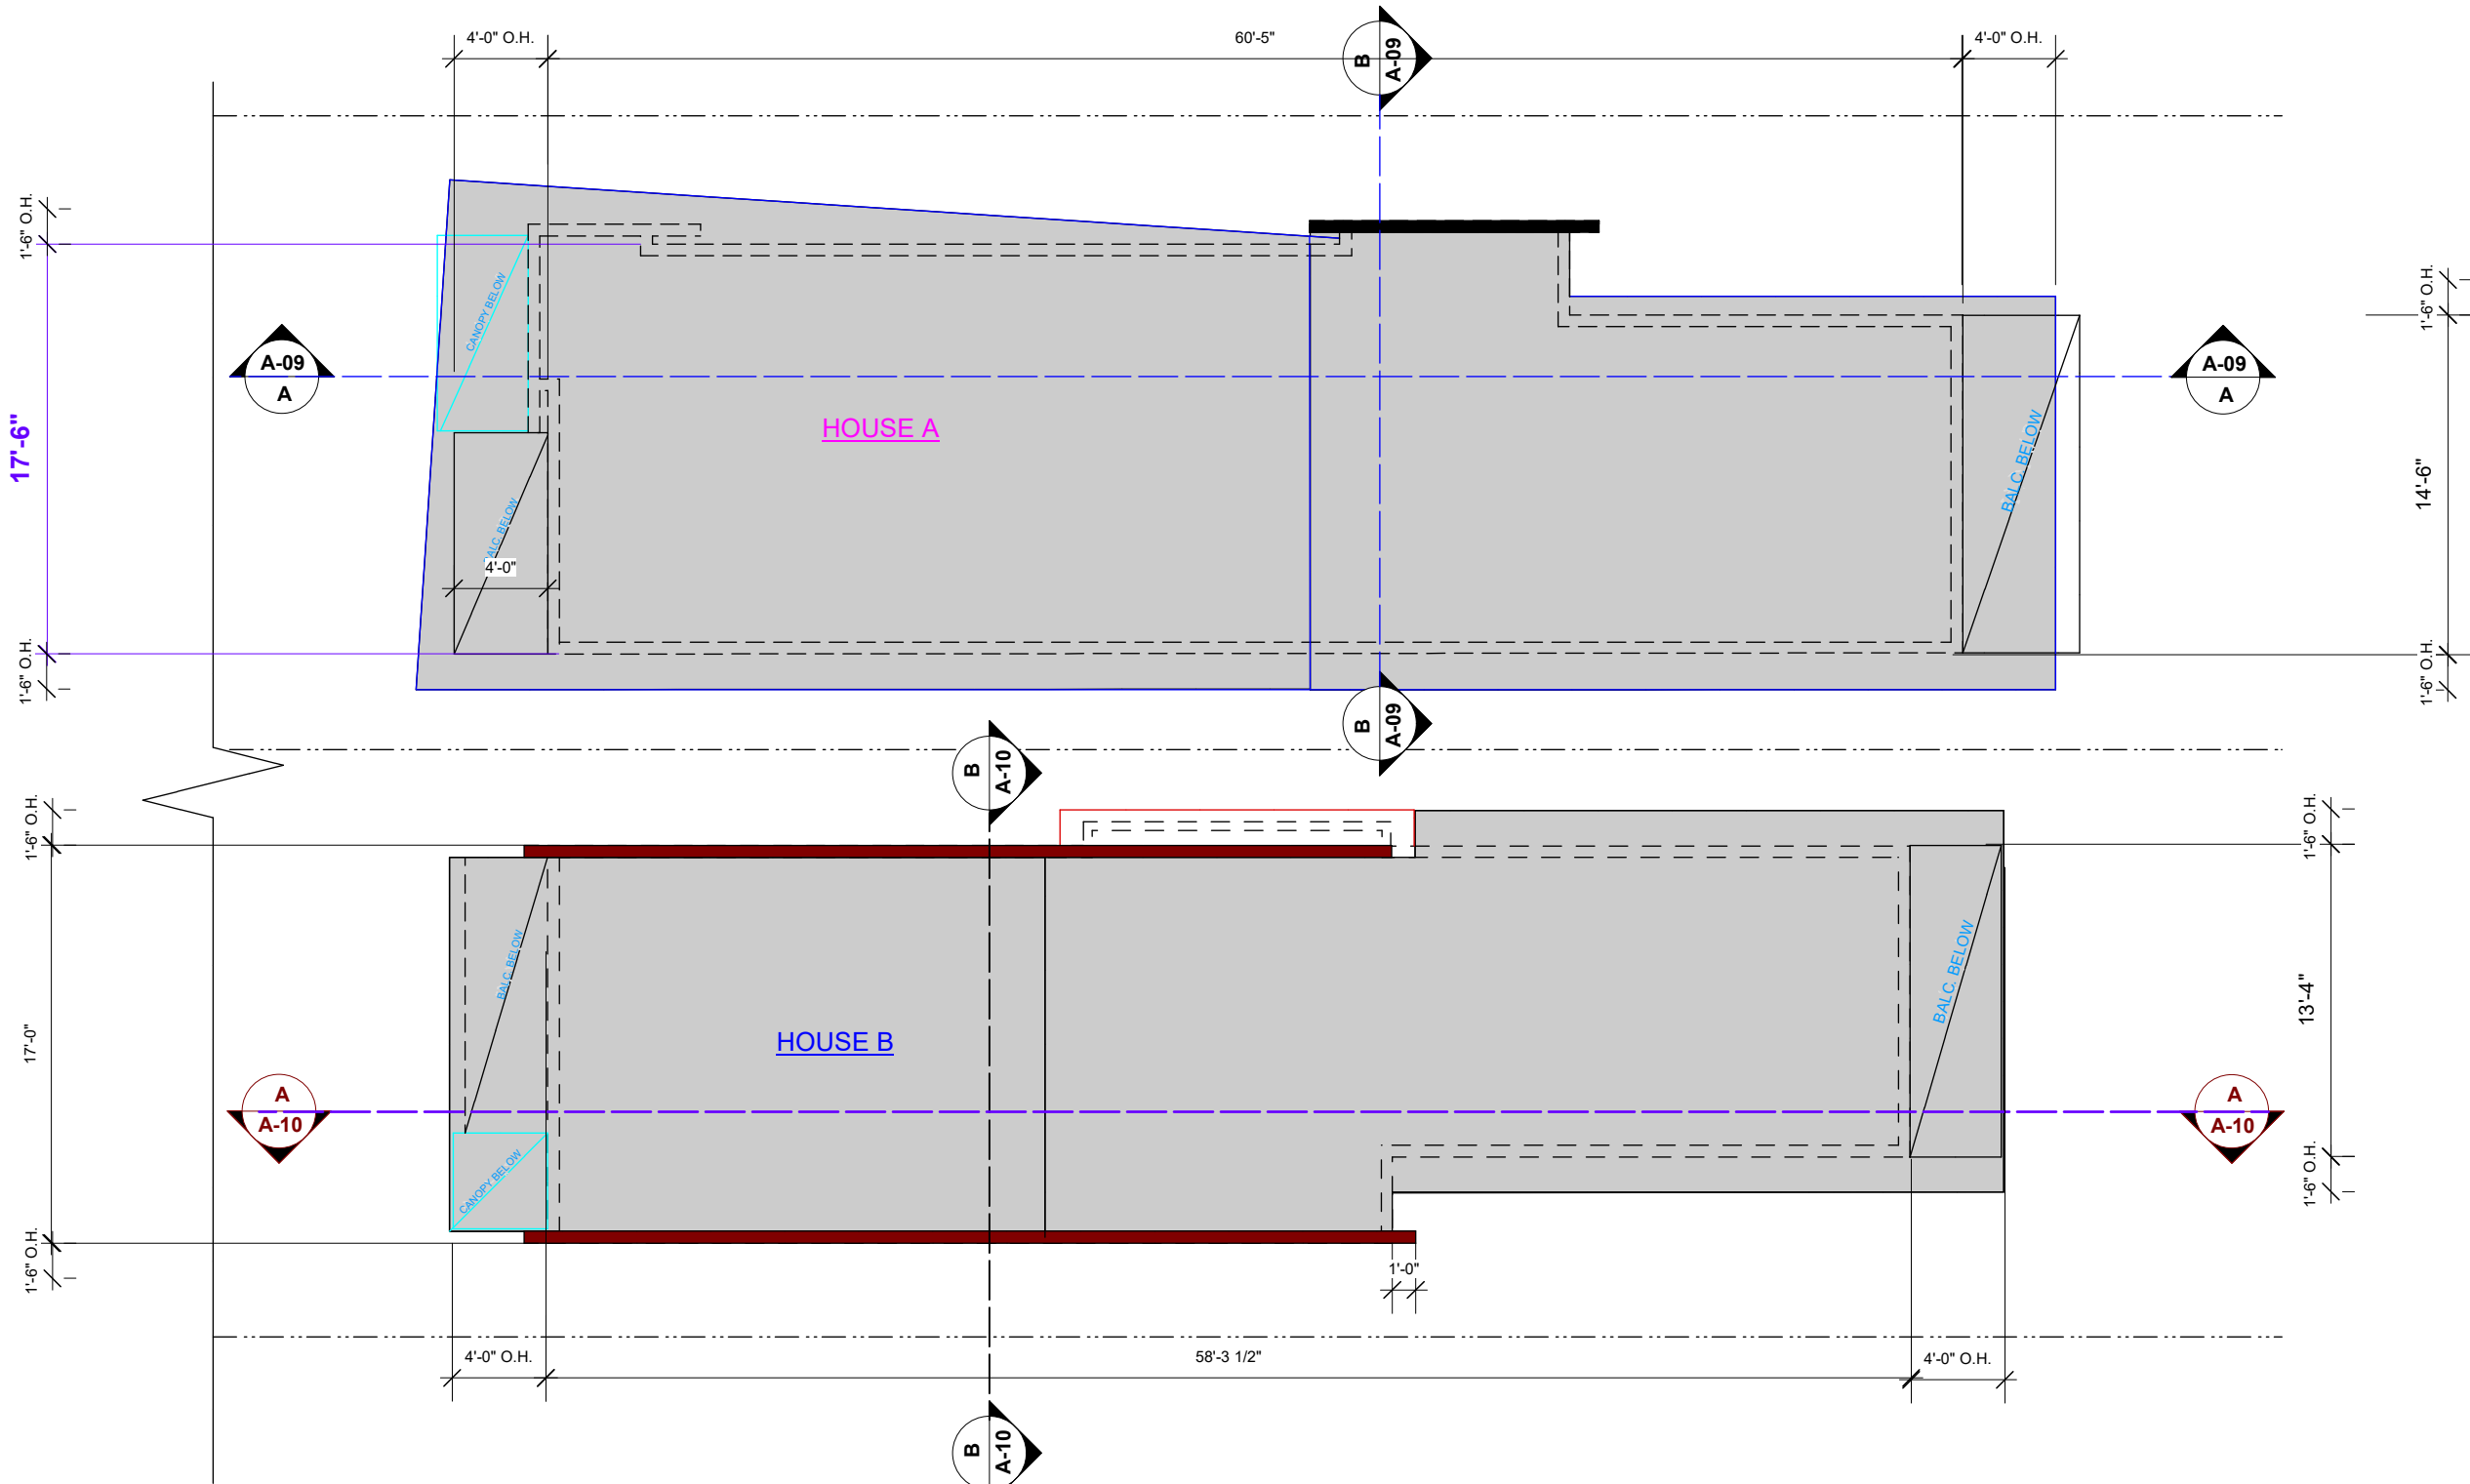 4'-0" O.H.
60'-5"
4'-0" O.H.
B
A-09
1'-6" O.H.
1'-6" O.H.
CANOPY BELOW
A-09
A
A-09
A
HOUSE A
17'-6"
14'-6"
BALC. BELOW
BALC. BELOW
4'-0"
1'-6" O.H.
1'-6" O.H.
B
A-09
B
A-10
1'-6" O.H.
1'-6" O.H.
BALC. BELOW
BALC. BELOW
13'-4"
17'-0"
HOUSE B
A
A-10
A
A-10
CANOPY BELOW
1'-6" O.H.
1'-6" O.H.
1'-0"
4'-0" O.H.
58'-3 1/2"
4'-0" O.H.
B
A-10